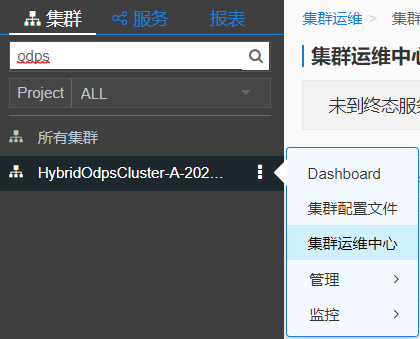 集群 服务 报表
集群运维 > 集群
集群运维中
odps
Project ALL
未到终态服
所有集群
HybridOdpsCluster-A-202...
Dashboard
集群配置文件
集群运维中心
管理 >
监控 >